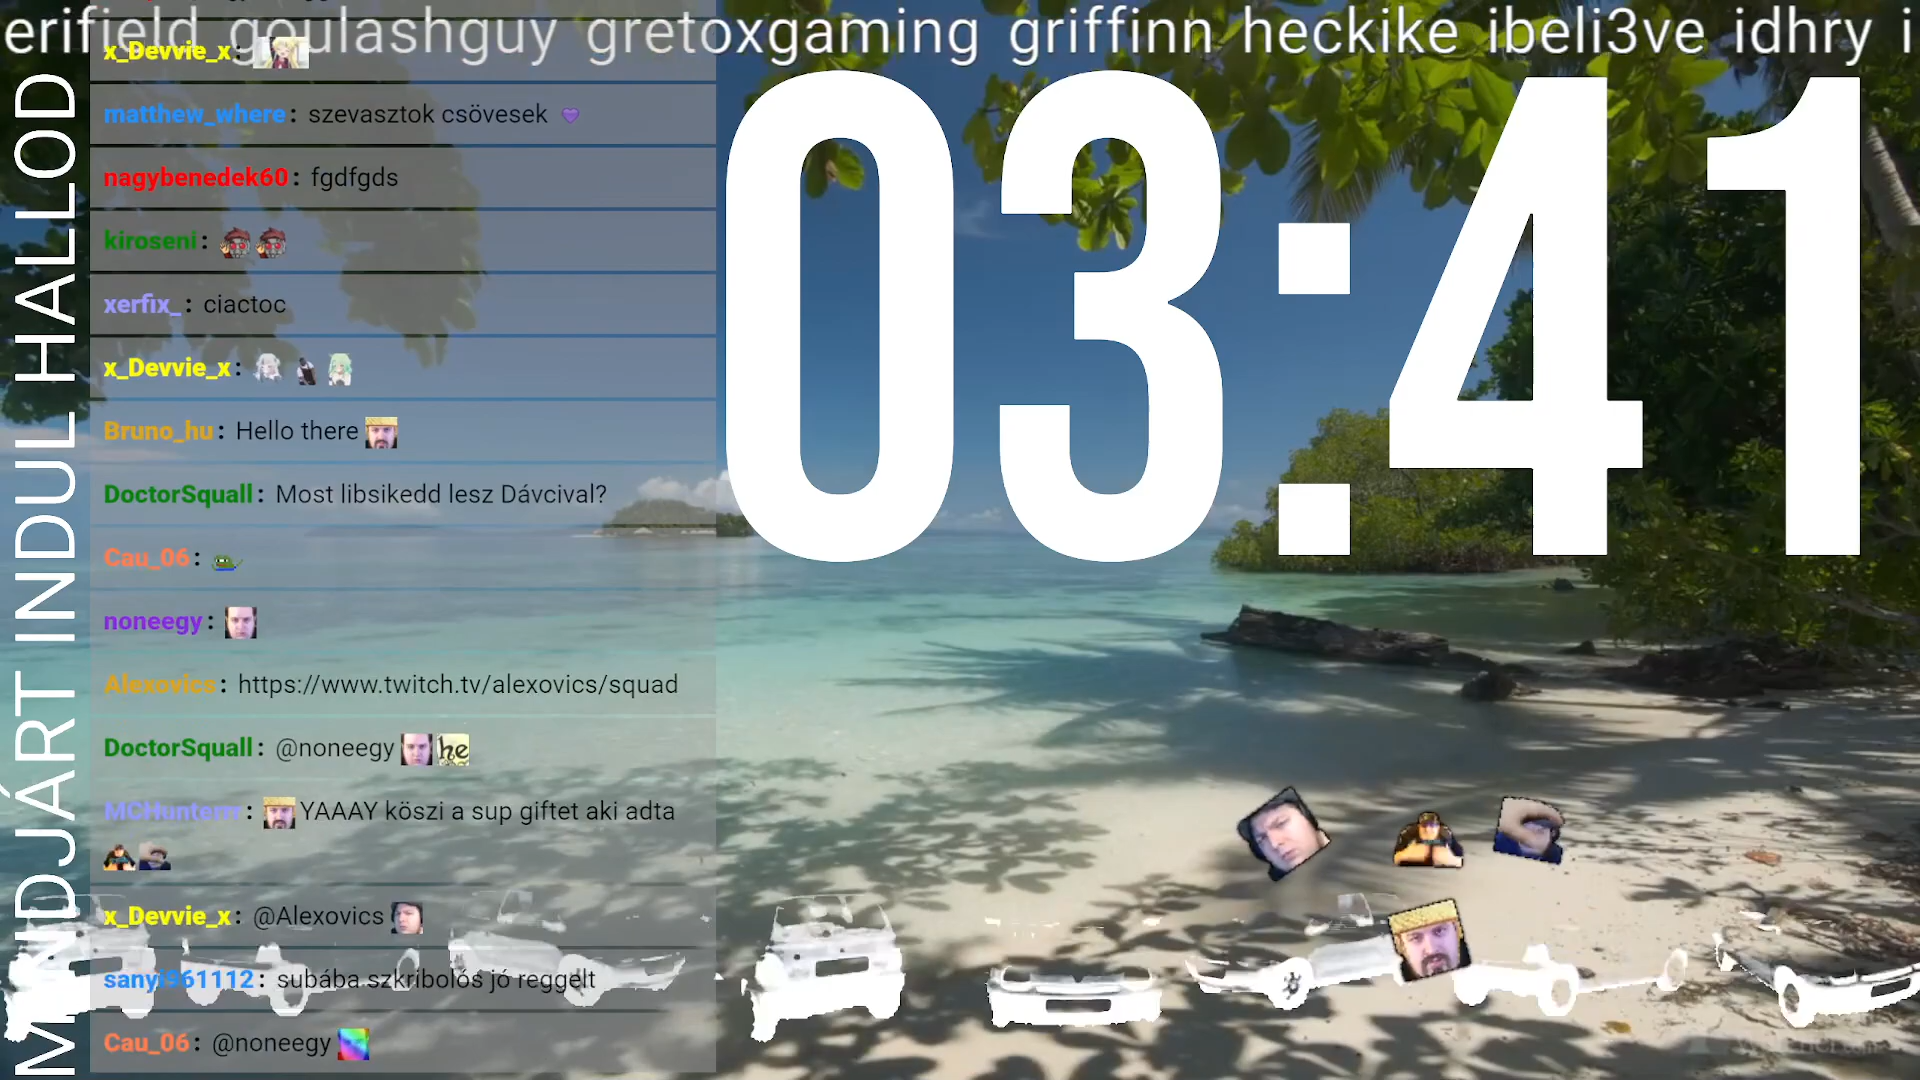 erifield goulashguy gretoxgaming griffinn heckike ibeli3ve idhry i
MINDJÁRT INDUL HALLOD
x_Devvie_x:
matthew_where: szevasztok csövesek
nagybenedek60: fgdfgds
kiroseni:
xerfix_: ciactoc
x_Devvie_x:
Bruno_hu: Hello there
DoctorSquall: Most libsikedd lesz Dávcival?
Cau_06:
noneegy:
Alexovics: https://www.twitch.tv/alexovics/squad
DoctorSquall: @noneegy he
MCHunterrr: YAAAY köszi a sup giftet aki adta
x_Devvie_x: @Alexovics
sanyi961112: subába szkribolós jó reggelt
Cau_06: @noneegy
03:41